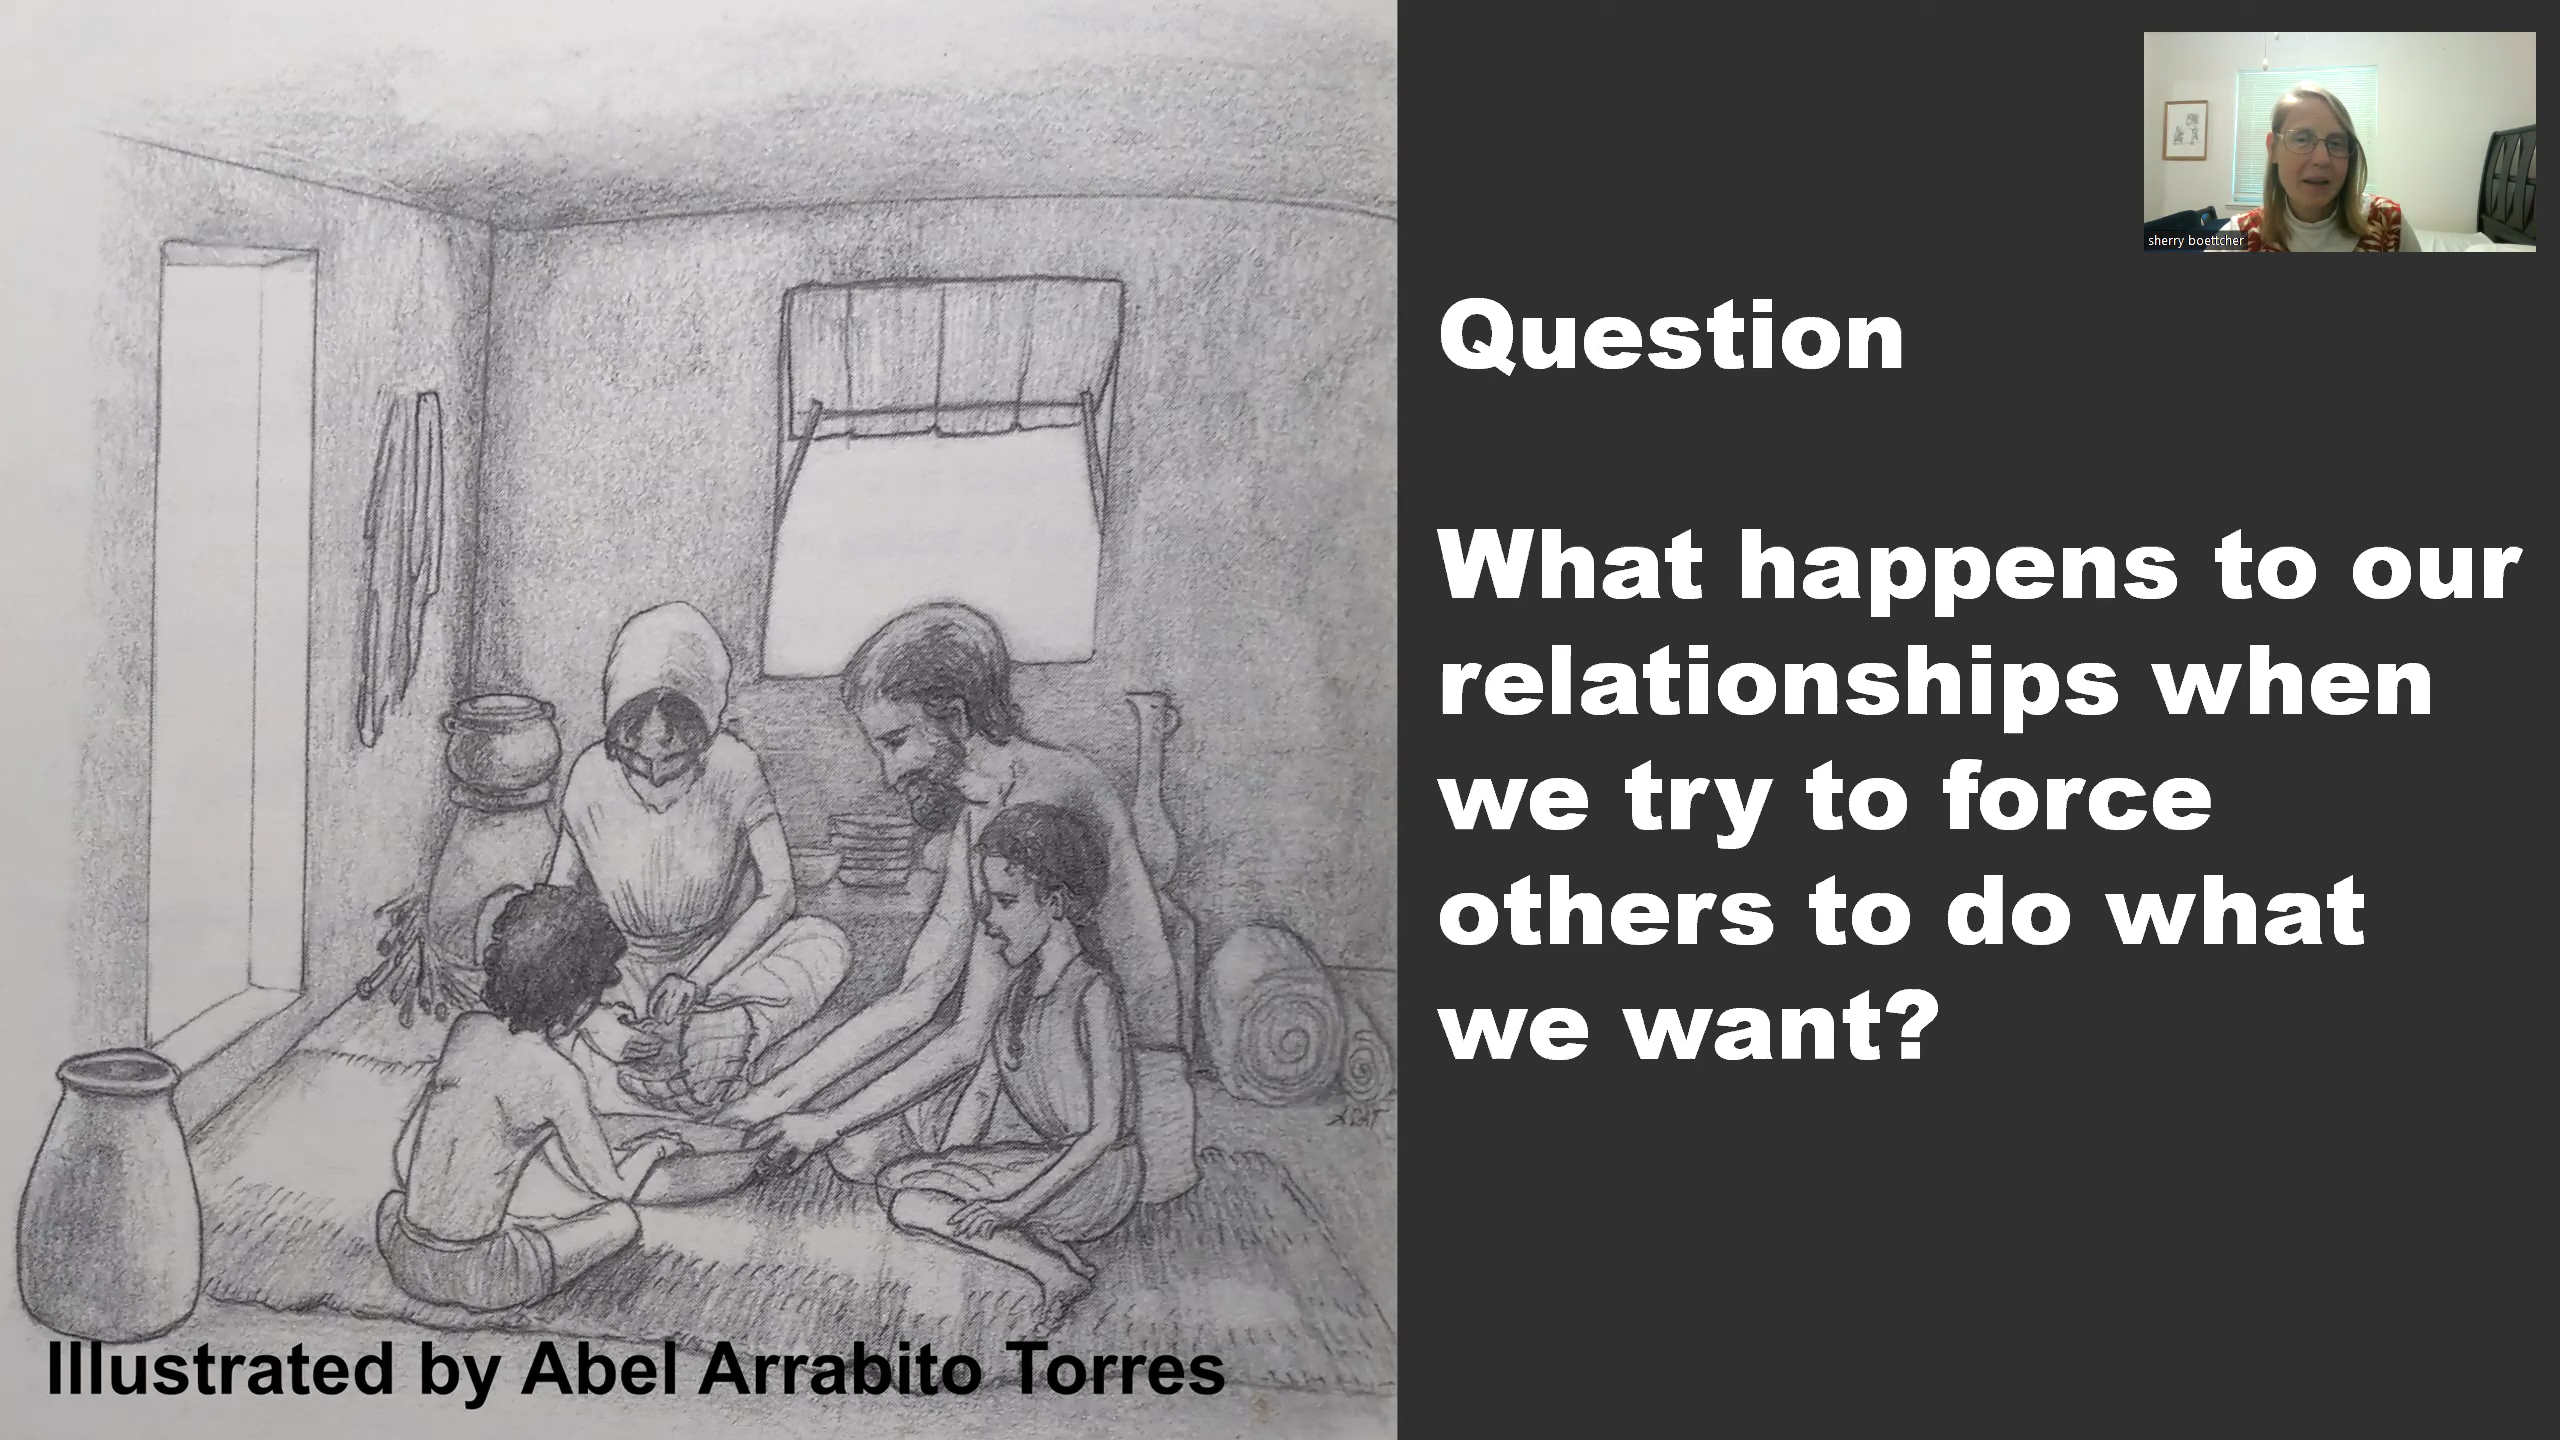 sherry boettcher
Question
What happens to our
relationships when
we try to force
others to do what
we want?
Illustrated by Abel Arrabito Torres